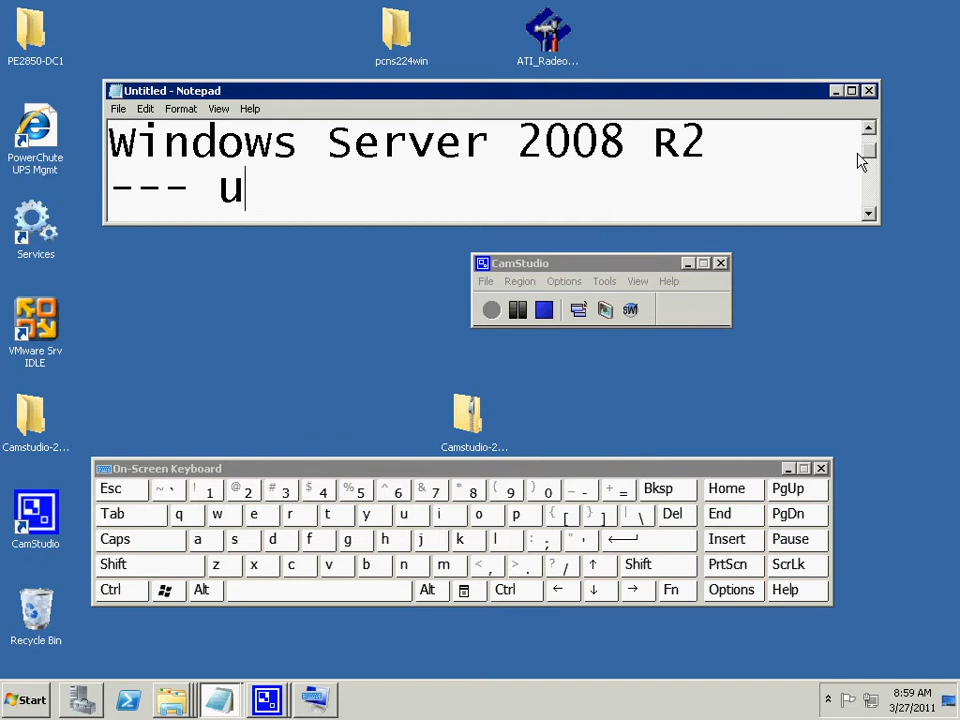 PE2850-DC1
pcns224win
ATI_Radeo...
Untitled - Notepad
File Edit Format View Help
Windows Server 2008 R2
--- u
PowerChute
UPS Mgmt
Services
CamStudio
File Region Options Tools View Help
VMware Srv
IDLE
Camstudio-2...
Camstudio-2...
On-Screen Keyboard
Esc ~ ` ! 1 @ 2 # 3 $ 4 % 5 ^ 6 & 7 * 8 ( 9 ) 0 _ - + = Bksp Home PgUp
Tab q w e r t y u i o p { [ } ] | \ Del End PgDn
Caps a s d f g h j k l : ; " ' Insert Pause
Shift z x c v b n m < , > . ? / ↑ Shift PrtScn ScrLk
Ctrl Alt Alt Ctrl ← ↓ → Fn Options Help
CamStudio
Recycle Bin
Start
8:59 AM
3/27/2011